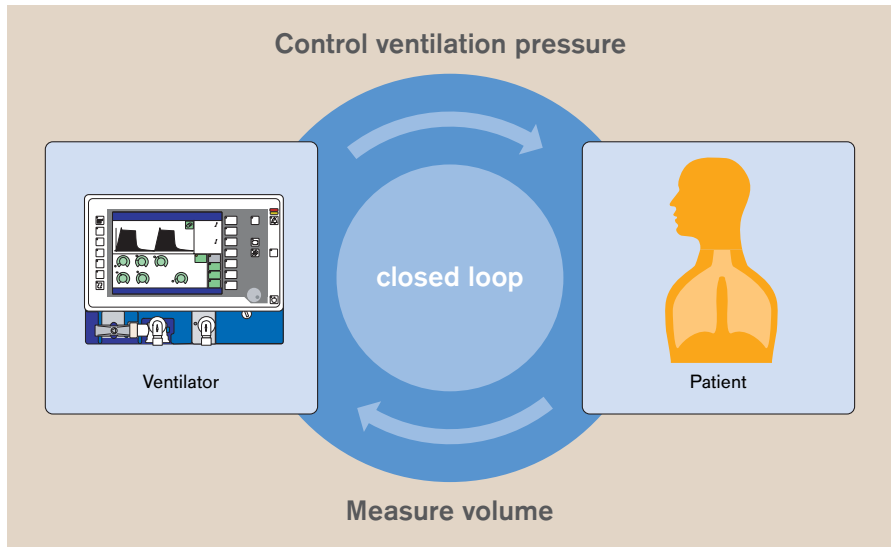 Control ventilation pressure
closed loop
Ventilator
Patient
Measure volume